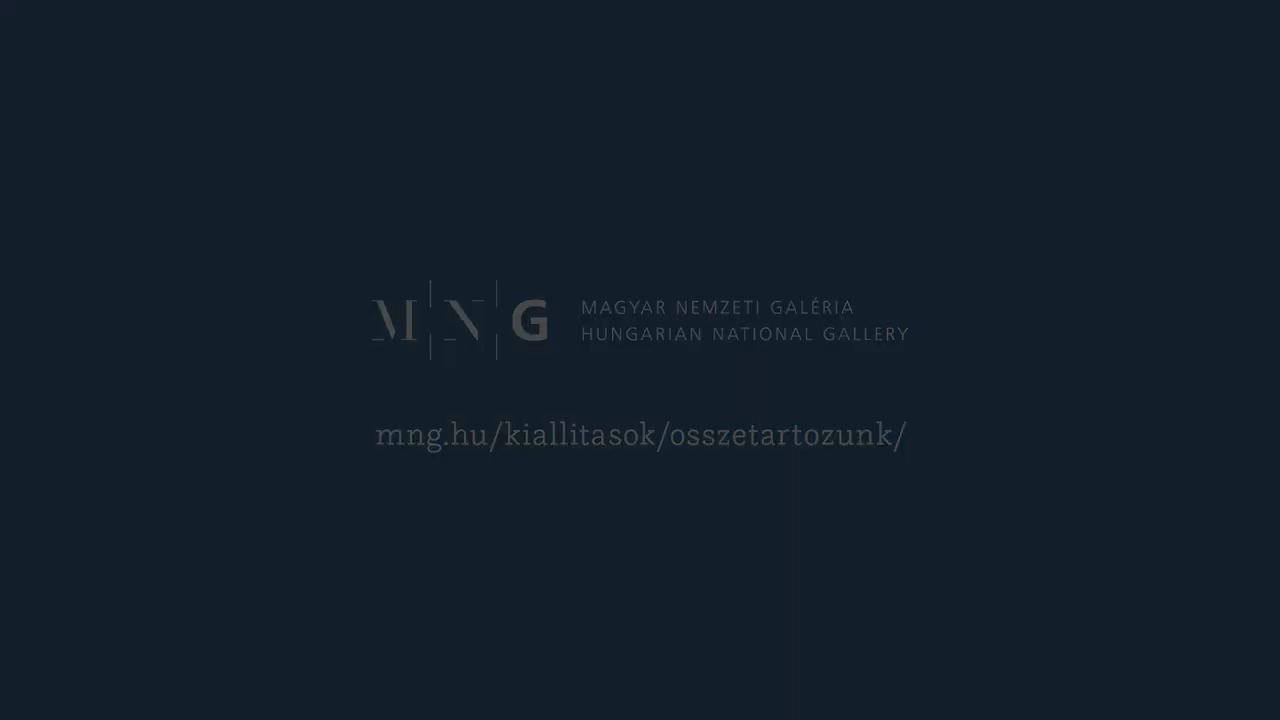 MNG
MAGYAR NEMZETI GALÉRIA
HUNGARIAN NATIONAL GALLERY
mng.hu/kiallitasok/osszetartozunk/